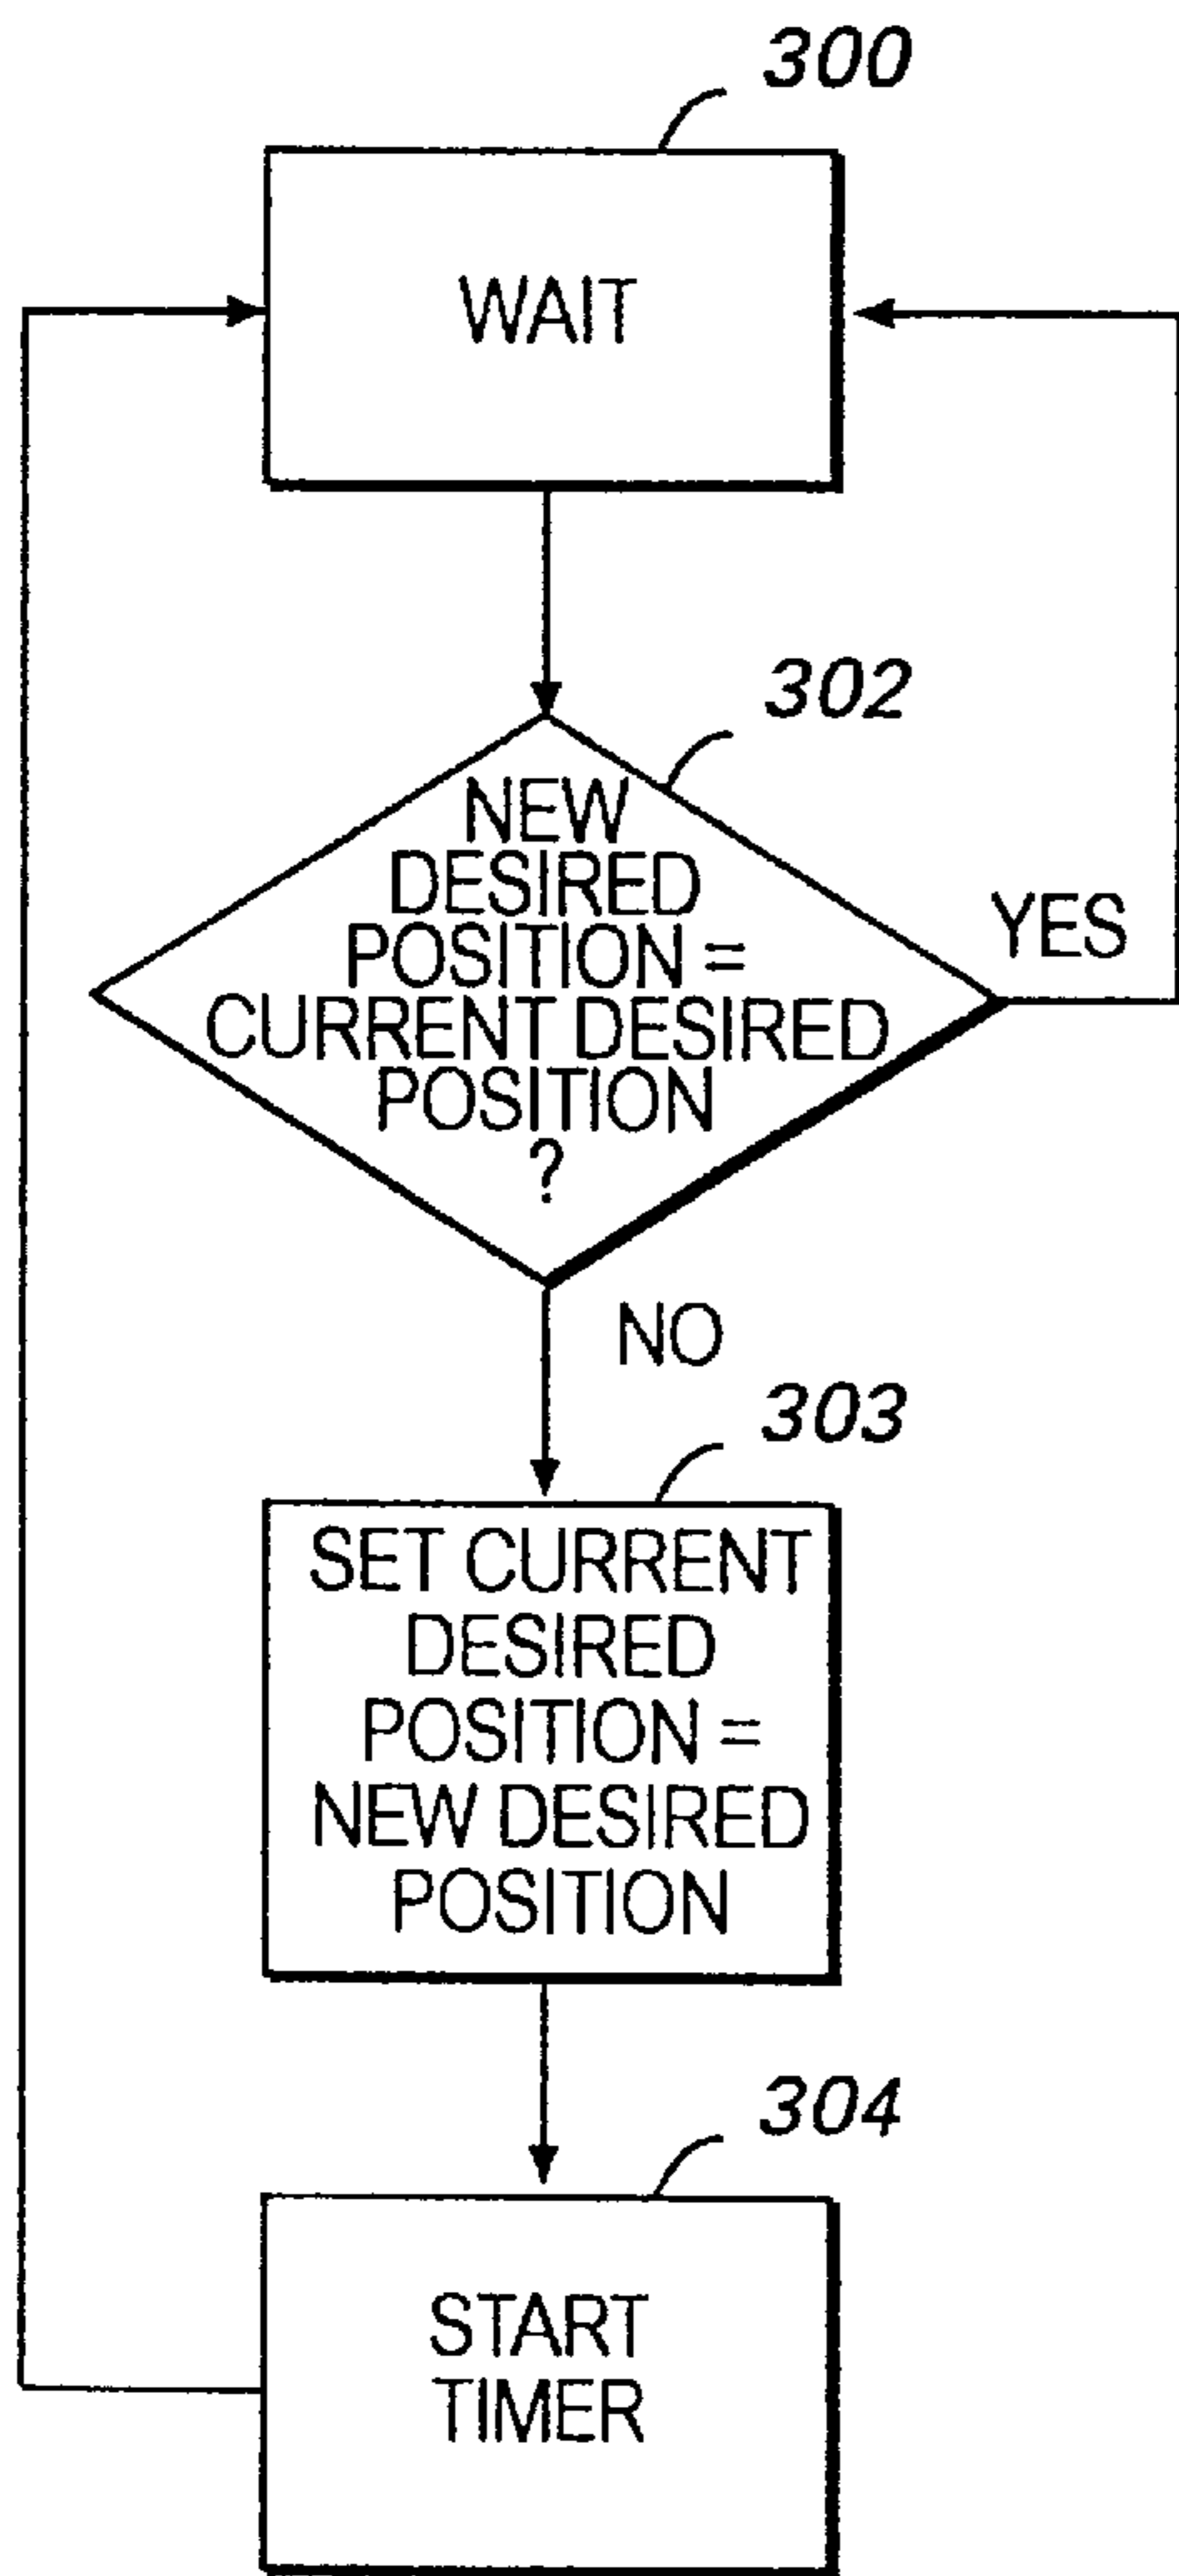 300
WAIT
302
NEW
DESIRED
POSITION =
CURRENT DESIRED
POSITION
?
YES
NO
303
SET CURRENT
DESIRED
POSITION =
NEW DESIRED
POSITION
304
START
TIMER